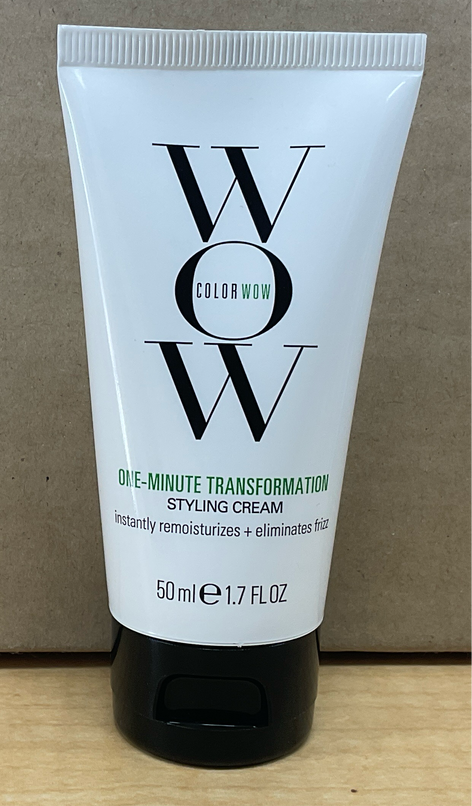 W
O
COLOR WOW
W
ONE-MINUTE TRANSFORMATION
STYLING CREAM
instantly remoisturizes + eliminates frizz
50 ml e 1.7 FL OZ